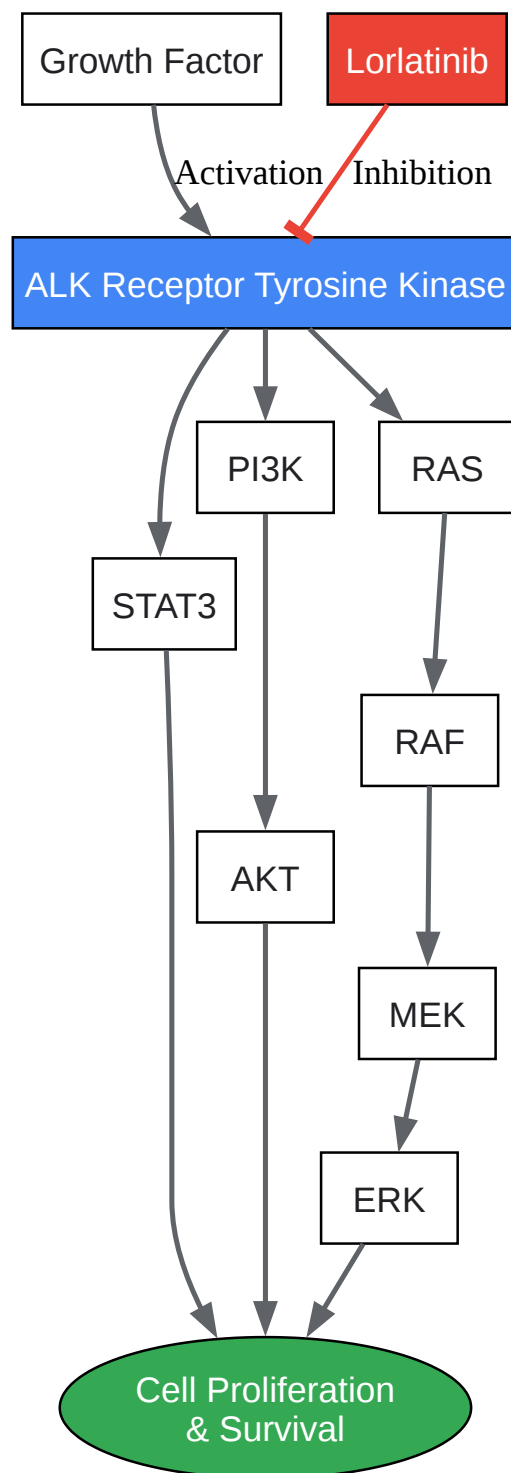 Growth Factor
Lorlatinib
Activation
Inhibition
ALK Receptor Tyrosine Kinase
PI3K
RAS
STAT3
RAF
AKT
MEK
ERK
Cell Proliferation
& Survival